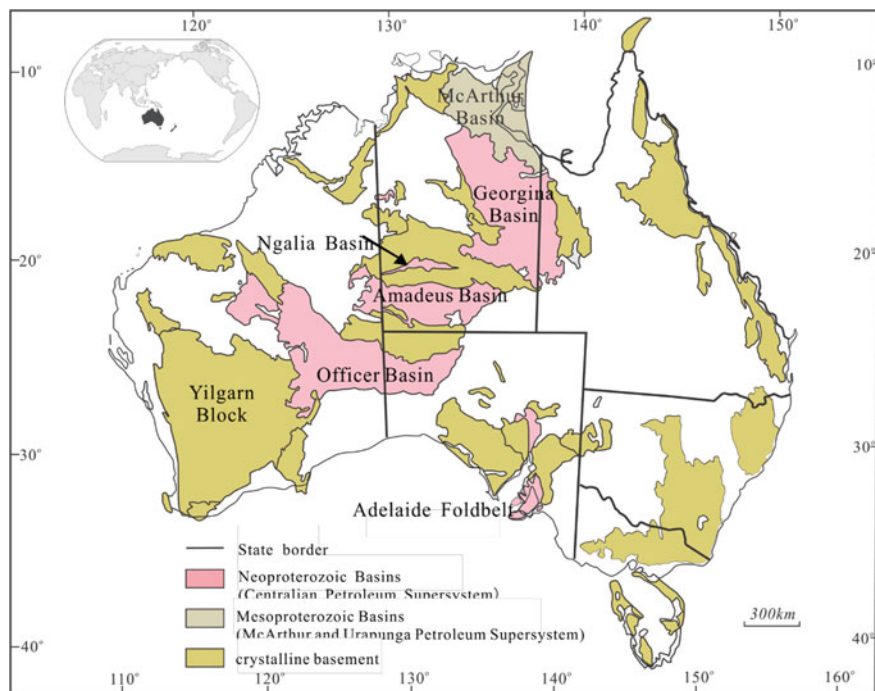 120° 130° 140° 150°
10° 10°
McArthur
Basin
Georgina
Basin
Ngalia Basin
20° 20°
Amadeus Basin
Officer Basin
Yilgarn
Block
30° 30°
Adelaide Foldbelt
State border
Neoproterozoic Basins
(Centralian Petroleum Supersystem)
Mesoproterozoic Basins
(McArthur and Urapunga Petroleum Supersystem)
300km
crystalline basement
40° 40°
110° 120° 130° 140° 150° 160°